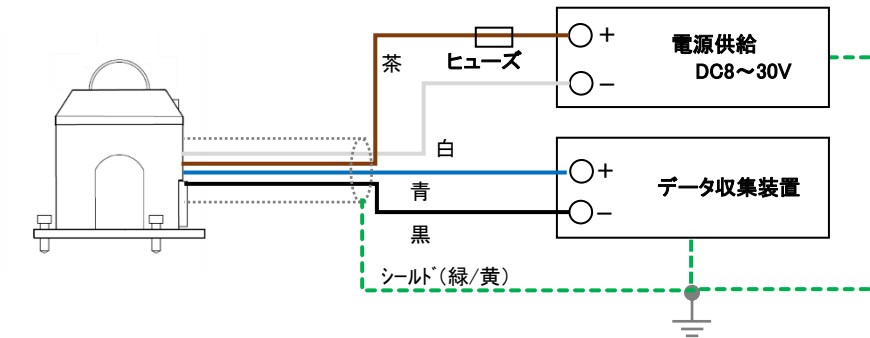 茶
ヒューズ
+
−
電源供給
DC8～30V
白
青
黒
+
−
データ収集装置
ｼｰﾙﾄﾞ(緑/黄)